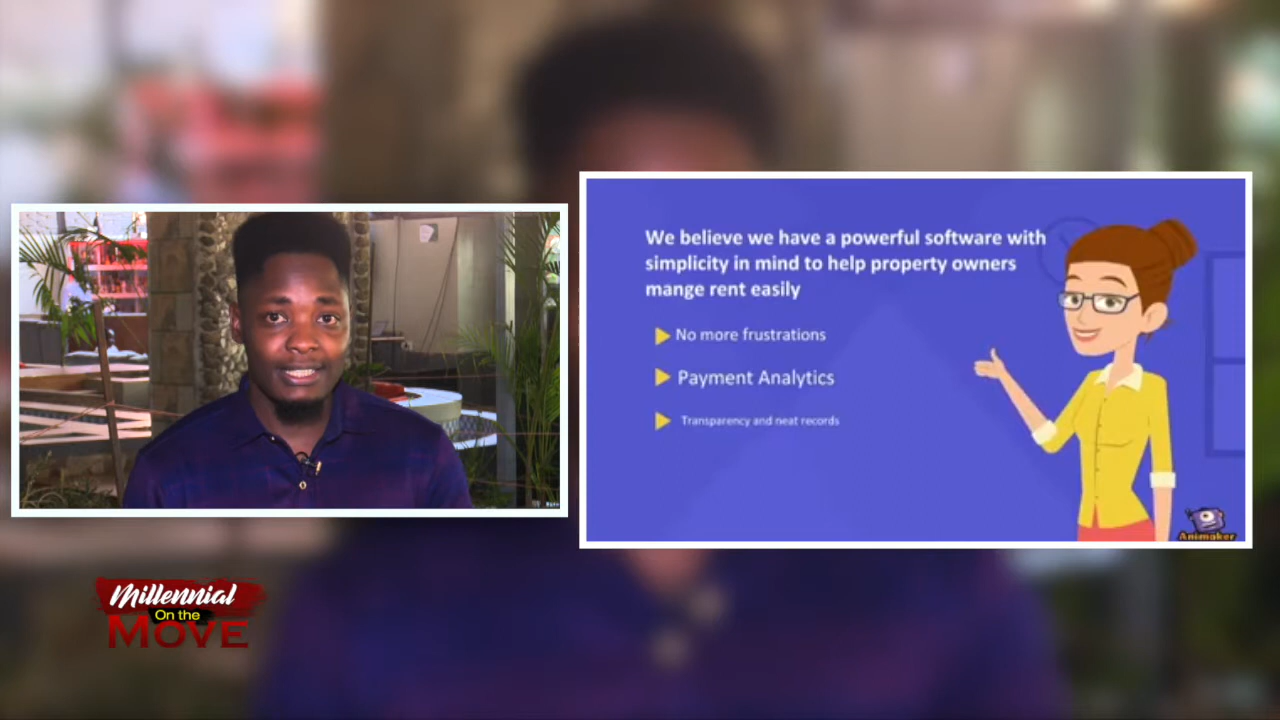 We believe we have a powerful software with
simplicity in mind to help property owners
mange rent easily
No more frustrations
Payment Analytics
Transparency and neat records
Animaker
Millennial
On the
MOVE